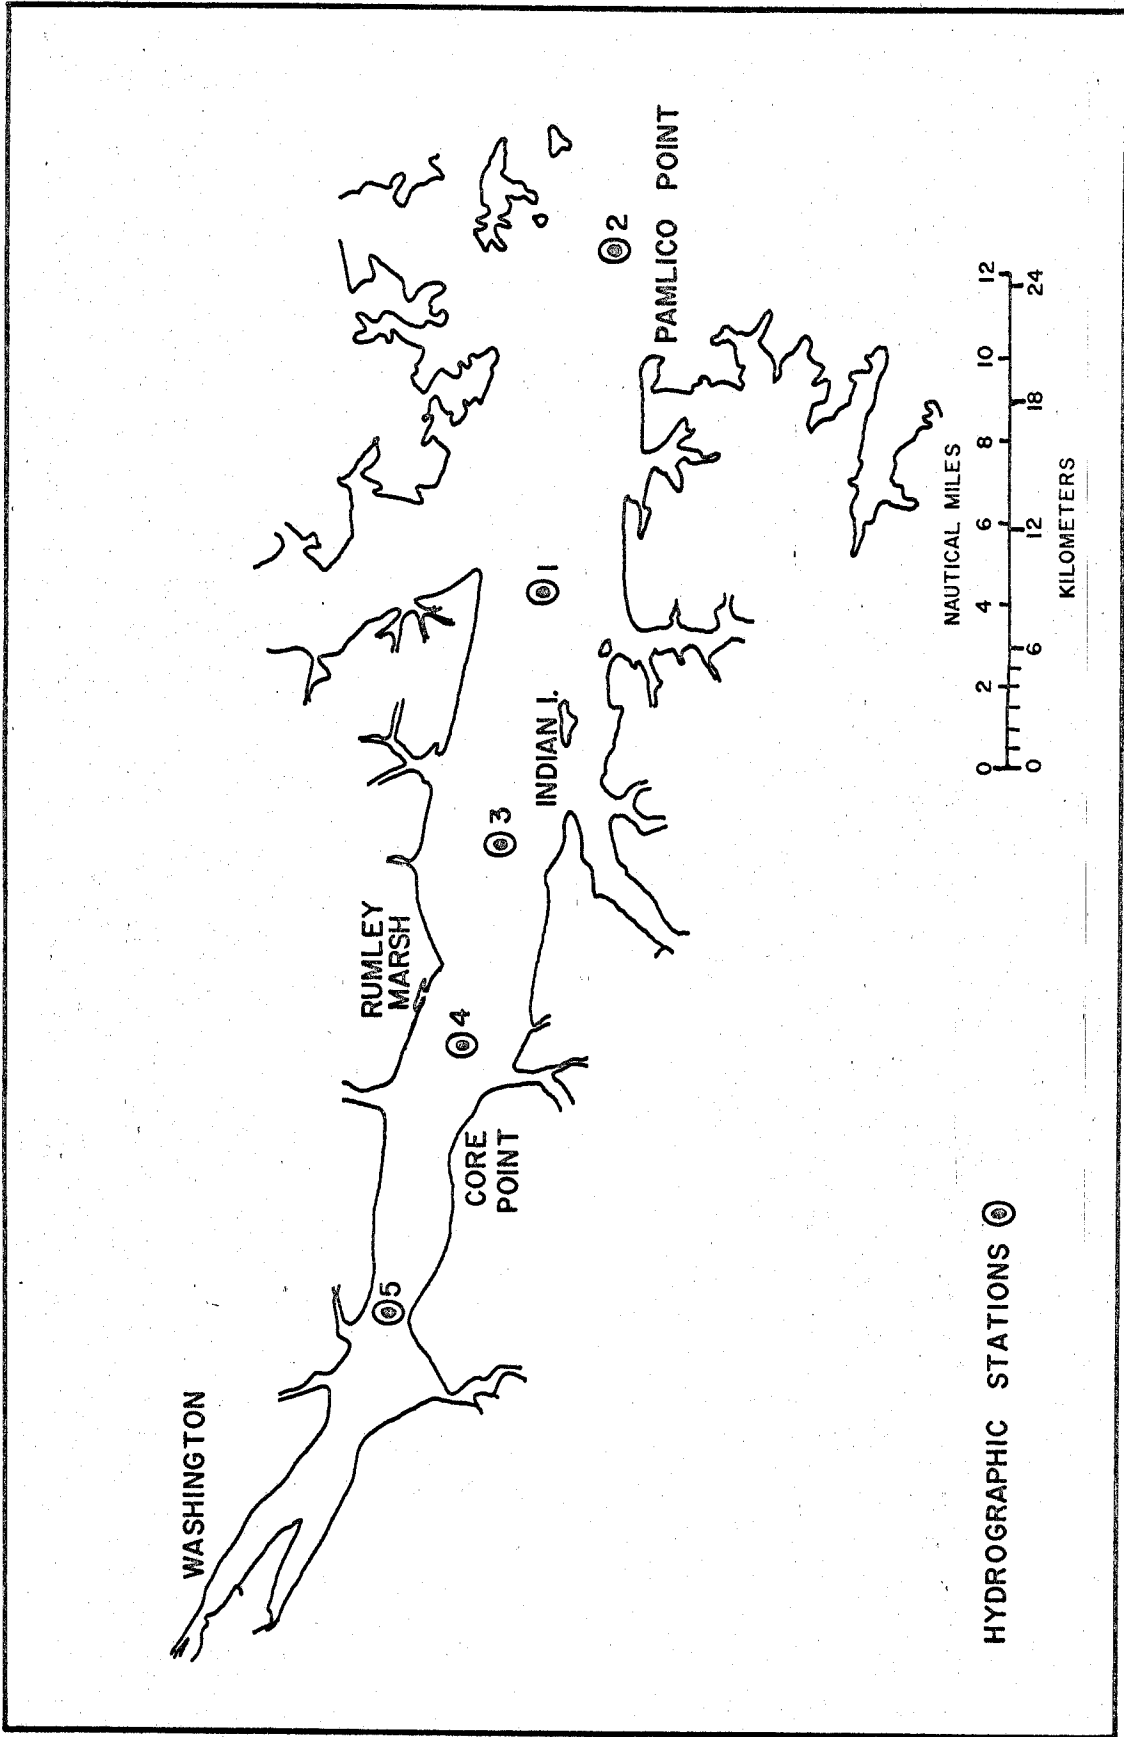 WASHINGTON
RUMLEY
MARSH
CORE
POINT
INDIAN I.
PAMLICO POINT
5
4
3
1
2
HYDROGRAPHIC STATIONS
NAUTICAL MILES
0 2 4 6 8 10 12
0 6 12 18 24
KILOMETERS